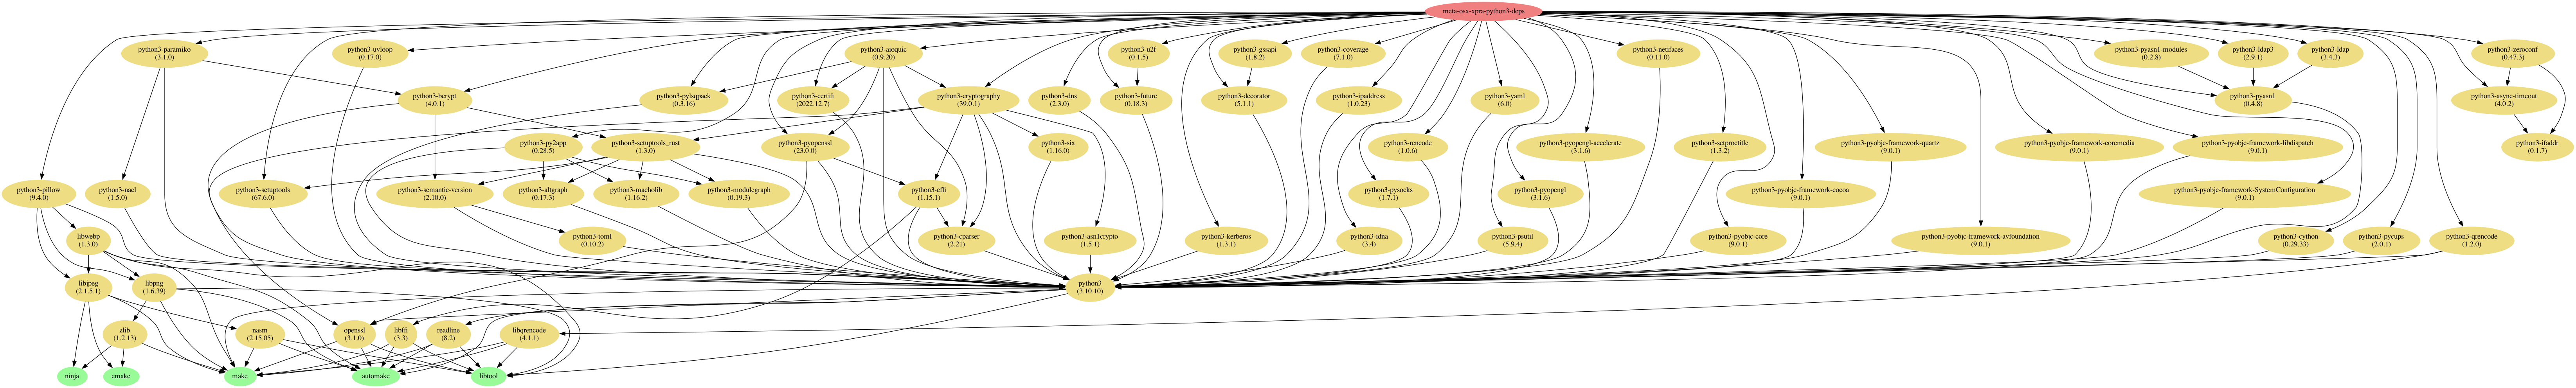 meta-osx-xpra-python3-deps
python3-paramiko
(3.1.0)
python3-uvloop
(0.17.0)
python3-aioquic
(0.9.20)
python3-u2f
(0.1.5)
python3-gssapi
(1.8.2)
python3-coverage
(7.1.0)
python3-netifaces
(0.11.0)
python3-pyasn1-modules
(0.2.8)
python3-ldap3
(2.9.1)
python3-ldap
(3.4.3)
python3-zeroconf
(0.47.3)
python3-bcrypt
(4.0.1)
python3-pylsqpack
(0.3.16)
python3-certifi
(2022.12.7)
python3-cryptography
(39.0.1)
python3-dns
(2.3.0)
python3-future
(0.18.3)
python3-decorator
(5.1.1)
python3-ipaddress
(1.0.23)
python3-yaml
(6.0)
python3-pyasn1
(0.4.8)
python3-async-timeout
(4.0.2)
python3-py2app
(0.28.5)
python3-setuptools_rust
(1.3.0)
python3-pyopenssl
(23.0.0)
python3-six
(1.16.0)
python3-rencode
(1.0.6)
python3-pyopengl-accelerate
(3.1.6)
python3-setproctitle
(1.3.2)
python3-pyobjc-framework-quartz
(9.0.1)
python3-pyobjc-framework-coremedia
(9.0.1)
python3-pyobjc-framework-libdispatch
(9.0.1)
python3-ifaddr
(0.1.7)
python3-pillow
(9.4.0)
python3-nacl
(1.5.0)
python3-setuptools
(67.6.0)
python3-semantic-version
(2.10.0)
python3-altgraph
(0.17.3)
python3-macholib
(1.16.2)
python3-modulegraph
(0.19.3)
python3-cffi
(1.15.1)
python3-pysocks
(1.7.1)
python3-pyopengl
(3.1.6)
python3-pyobjc-framework-cocoa
(9.0.1)
python3-pyobjc-framework-SystemConfiguration
(9.0.1)
libwebp
(1.3.0)
python3-toml
(0.10.2)
python3-cparser
(2.21)
python3-asn1crypto
(1.5.1)
python3-kerberos
(1.3.1)
python3-idna
(3.4)
python3-psutil
(5.9.4)
python3-pyobjc-core
(9.0.1)
python3-pyobjc-framework-avfoundation
(9.0.1)
python3-cython
(0.29.33)
python3-pycups
(2.0.1)
python3-qrencode
(1.2.0)
libjpeg
(2.1.5.1)
libpng
(1.6.39)
python3
(3.10.10)
zlib
(1.2.13)
nasm
(2.15.05)
openssl
(3.1.0)
libffi
(3.3)
readline
(8.2)
libqrencode
(4.1.1)
ninja
cmake
make
automake
libtool